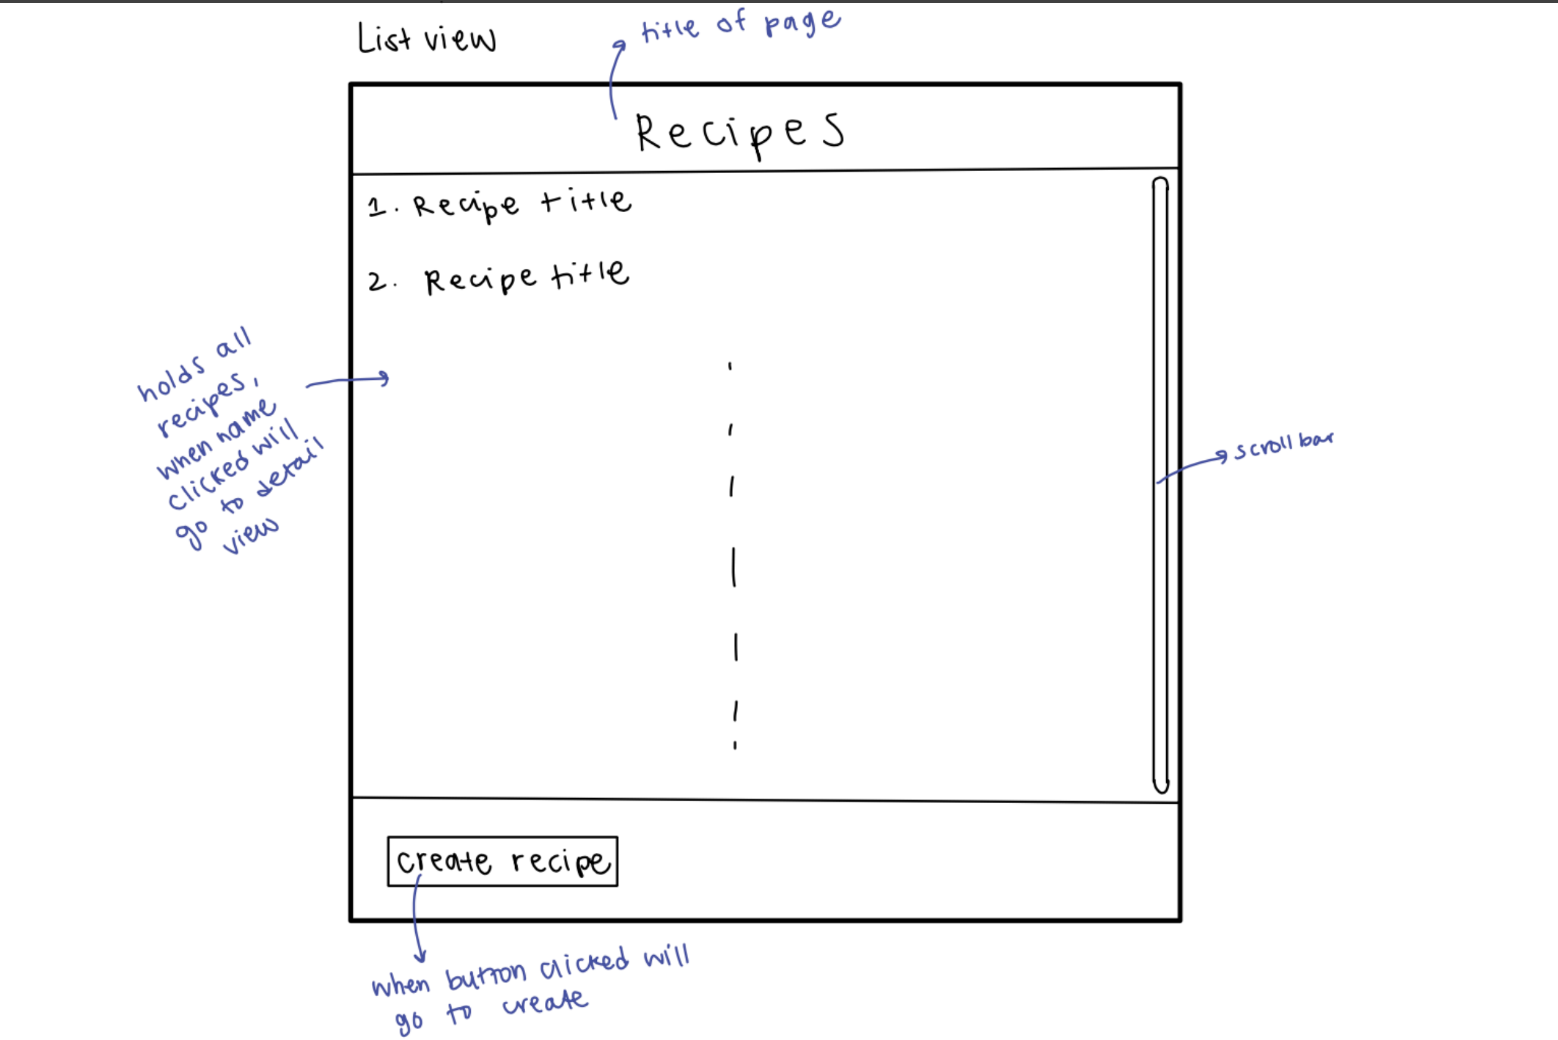 List view
title of page
Recipes
1. Recipe title
2. Recipe title
holds all
recipes,
when name
clicked will
go to detail
view
scroll bar
create recipe
when button clicked will
go to create